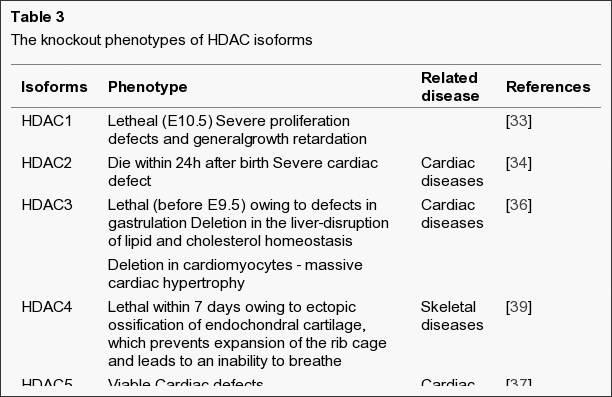 Table 3
The knockout phenotypes of HDAC isoforms
Isoforms Phenotype Related disease References
HDAC1 Letheal (E10.5) Severe proliferation [33]
defects and generalgrowth retardation
HDAC2 Die within 24h after birth Severe cardiac Cardiac [34]
defect diseases
HDAC3 Lethal (before E9.5) owing to defects in Cardiac [36]
gastrulation Deletion in the liver-disruption diseases
of lipid and cholesterol homeostasis
Deletion in cardiomyocytes - massive
cardiac hypertrophy
HDAC4 Lethal within 7 days owing to ectopic Skeletal [39]
ossification of endochondral cartilage, diseases
which prevents expansion of the rib cage
and leads to an inability to breathe
HDAC5 Viable Cardiac defects Cardiac [37]